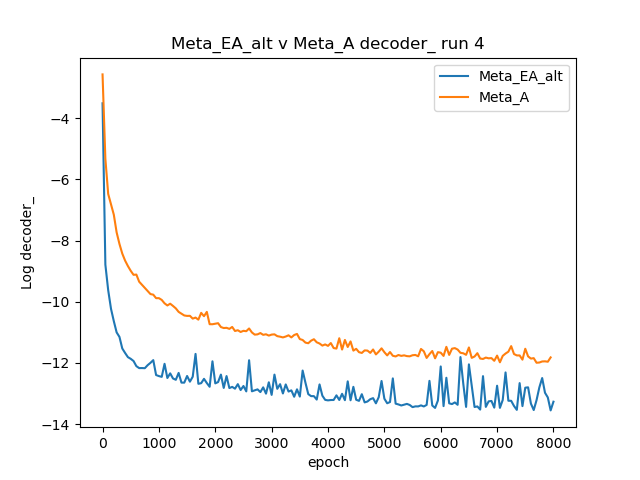 Meta_EA_alt v Meta_A decoder_ run 4
Meta_EA_alt
Meta_A
Log decoder_
−4
−6
−8
−10
−12
−14
0 1000 2000 3000 4000 5000 6000 7000 8000
epoch